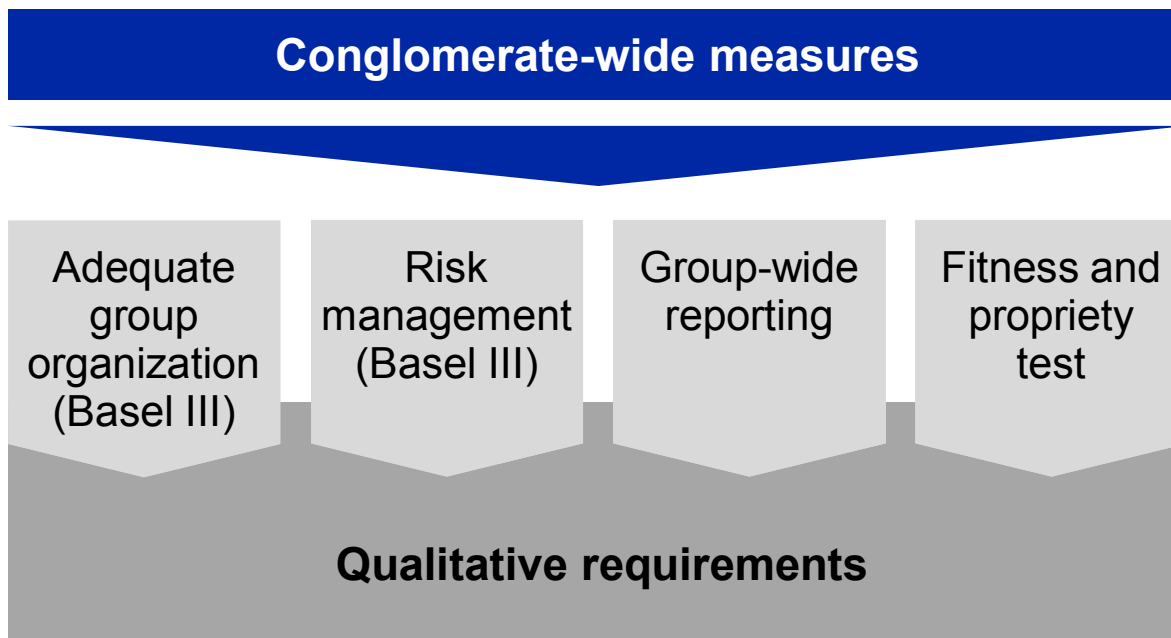 Conglomerate-wide measures
Adequate
group
organization
(Basel III)
Risk
management
(Basel III)
Group-wide
reporting
Fitness and
propriety
test
Qualitative requirements